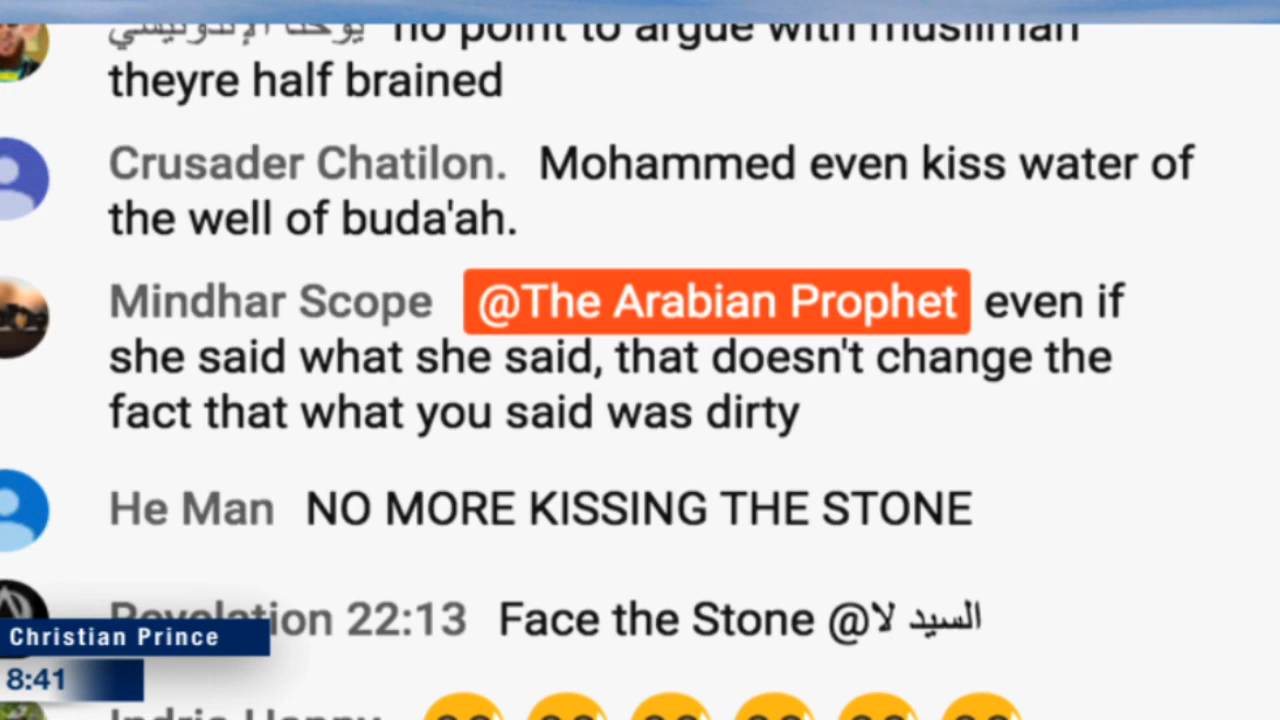 يوحنا الإندونيسي no point to argue with muslimah
theyre half brained
Crusader Chatilon. Mohammed even kiss water of
the well of buda'ah.
Mindhar Scope @The Arabian Prophet even if
she said what she said, that doesn't change the
fact that what you said was dirty
He Man NO MORE KISSING THE STONE
Revelation 22:13 Face the Stone @السيد لا
Christian Prince
8:41